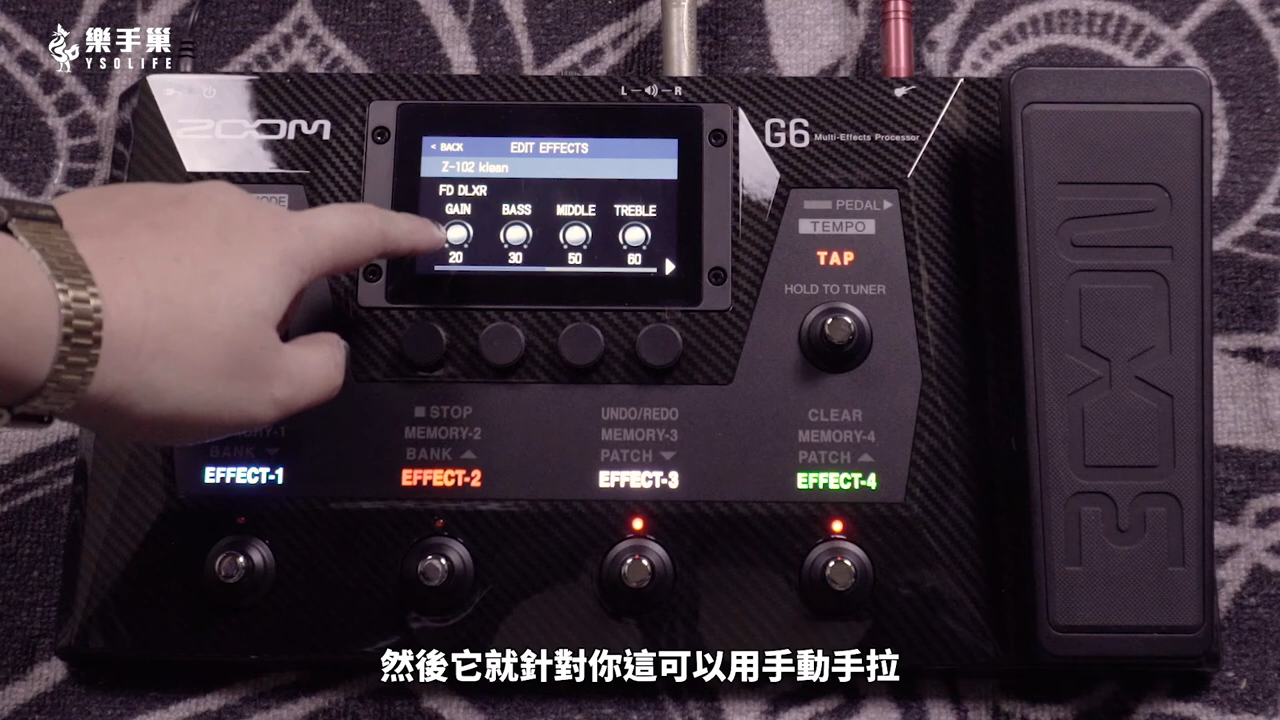 樂手巢
YSOLIFE
L R
ZOOM
G6 Multi-Effects Processor
< BACK EDIT EFFECTS
Z-102 klean
FD DLXR
GAIN BASS MIDDLE TREBLE
20 30 50 60
PEDAL
TEMPO
TAP
HOLD TO TUNER
STOP UNDO/REDO CLEAR
MEMORY-2 MEMORY-3 MEMORY-4
BANK BANK PATCH PATCH
EFFECT-1 EFFECT-2 EFFECT-3 EFFECT-4
ZOOM
然後它就針對你這可以用手動手拉